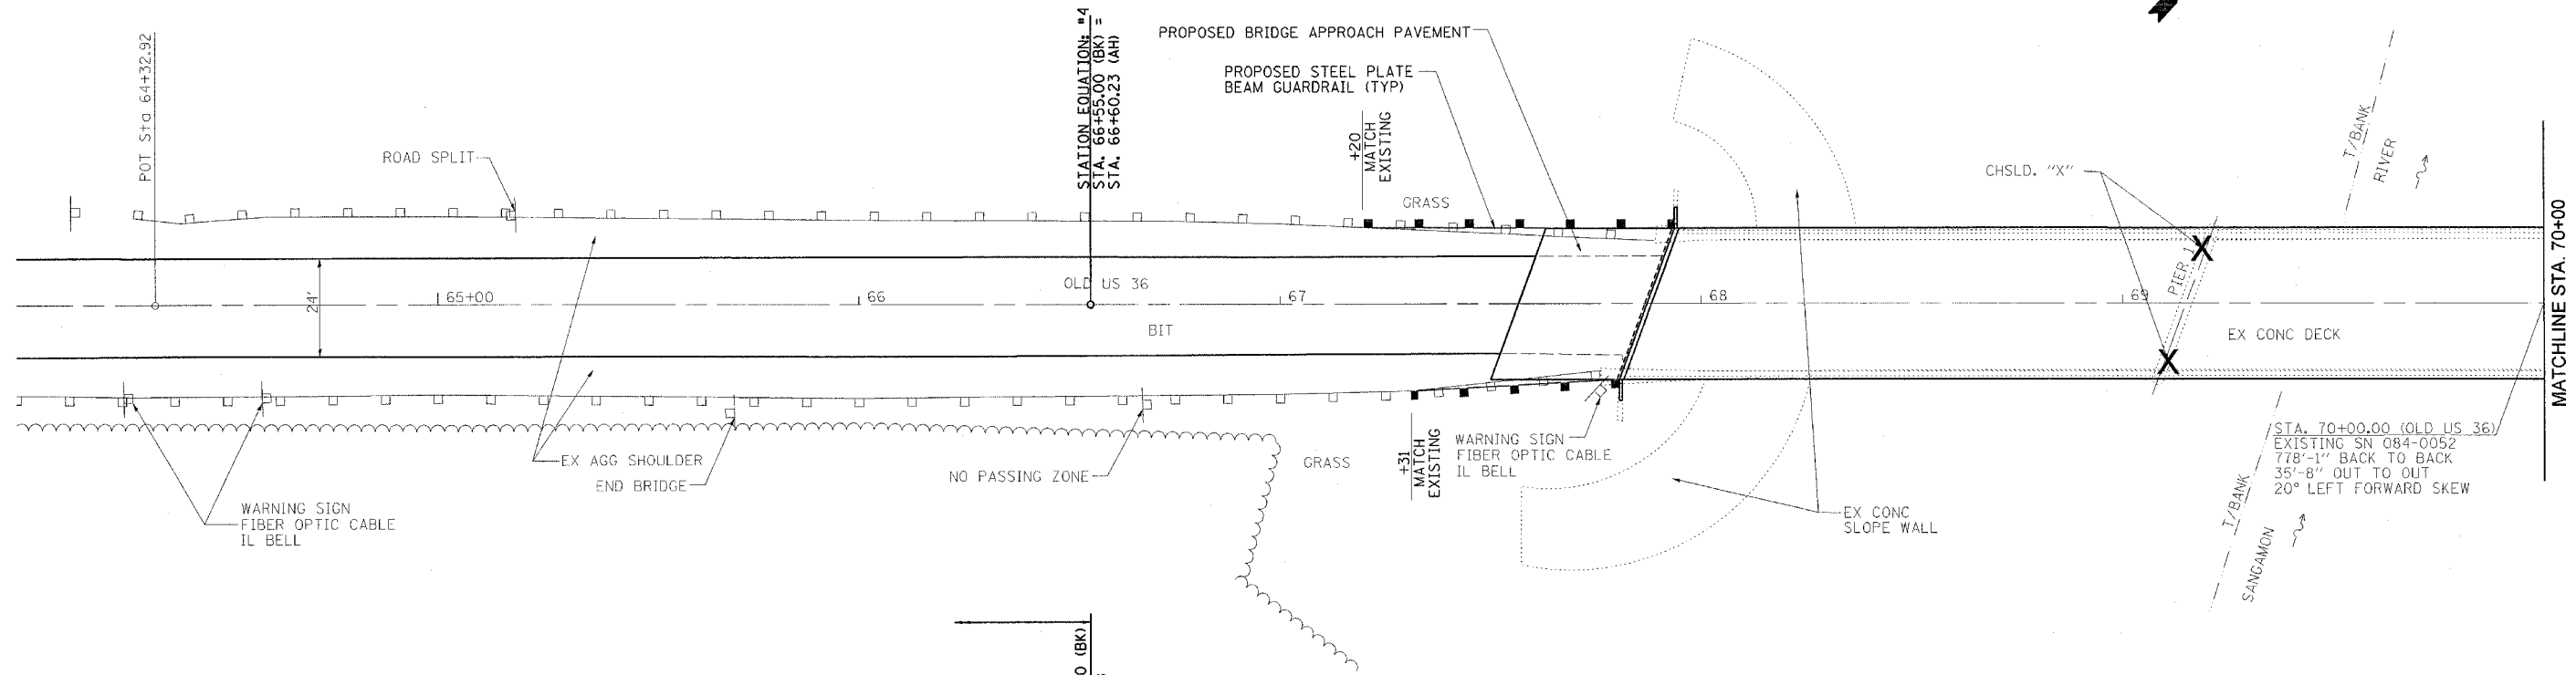 POT Sta 64+32.92
ROAD SPLIT
STATION EQUATION: #4
STA. 66+55.00 (BK) =
STA. 66+60.23 (AH)
PROPOSED BRIDGE APPROACH PAVEMENT
PROPOSED STEEL PLATE
BEAM GUARDRAIL (TYP)
+20
MATCH
EXISTING
GRASS
CHSLD. "X"
T/BANK
RIVER
MATCHLINE STA. 70+00
24'
65+00
66
OLD US 36
67
68
69
PIER 1
BIT
EX CONC DECK
EX AGG SHOULDER
END BRIDGE
NO PASSING ZONE
GRASS
+31
MATCH
EXISTING
WARNING SIGN
FIBER OPTIC CABLE
IL BELL
WARNING SIGN
FIBER OPTIC CABLE
IL BELL
EX CONC
SLOPE WALL
T/BANK
SANGAMON
STA. 70+00.00 (OLD US 36)
EXISTING SN 084-0052
778'-1" BACK TO BACK
35'-8" OUT TO OUT
20° LEFT FORWARD SKEW
0 (BK)